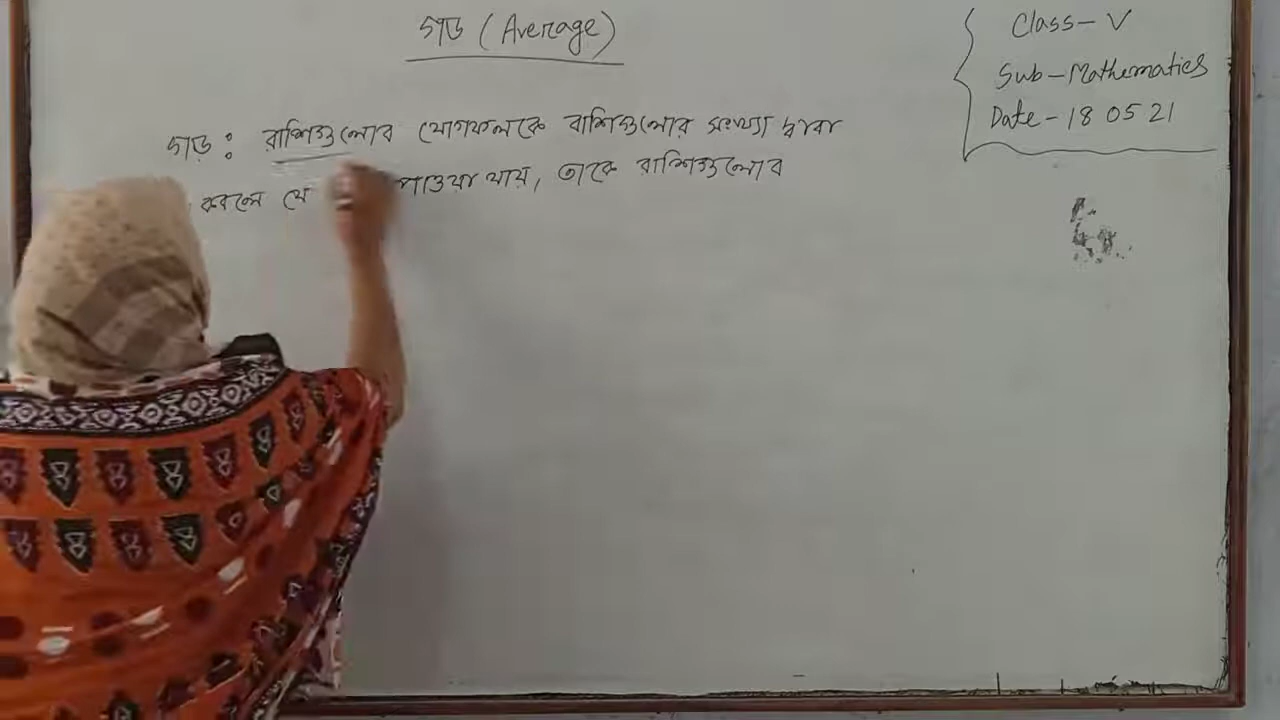 গড় (Average)
Class-V
Sub-Mathematics
Date-18 05 21
গড়: রাশিগুলোর যোগফলকে রাশিগুলোর সংখ্যা দ্বারা
করলে যে পাওয়া যায়, তাকে রাশিগুলোর